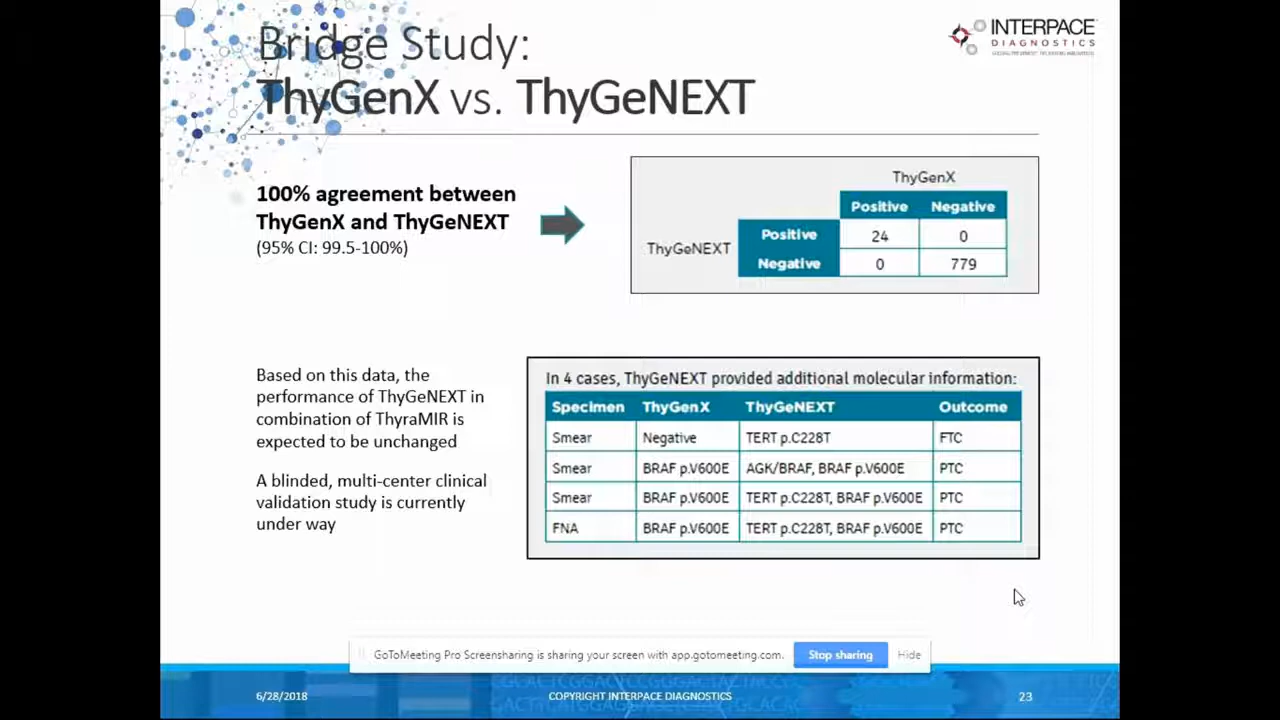 Bridge Study:
ThyGenX vs. ThyGeNEXT
INTERPACE
DIAGNOSTICS
100% agreement between
ThyGenX and ThyGeNEXT
(95% CI: 99.5-100%)
ThyGenX
Positive Negative
ThyGeNEXT
Positive 24 0
Negative 0 779
Based on this data, the
performance of ThyGeNEXT in
combination of ThyraMIR is
expected to be unchanged
A blinded, multi-center clinical
validation study is currently
under way
In 4 cases, ThyGeNEXT provided additional molecular information:
Specimen ThyGenX ThyGeNEXT Outcome
Smear Negative TERT p.C228T FTC
Smear BRAF p.V600E AGK/BRAF, BRAF p.V600E PTC
Smear BRAF p.V600E TERT p.C228T, BRAF p.V600E PTC
FNA BRAF p.V600E TERT p.C228T, BRAF p.V600E PTC
GoToMeeting Pro Screensharing is sharing your screen with app.gotomeeting.com. Stop sharing Hide
6/28/2018 COPYRIGHT INTERPACE DIAGNOSTICS 23